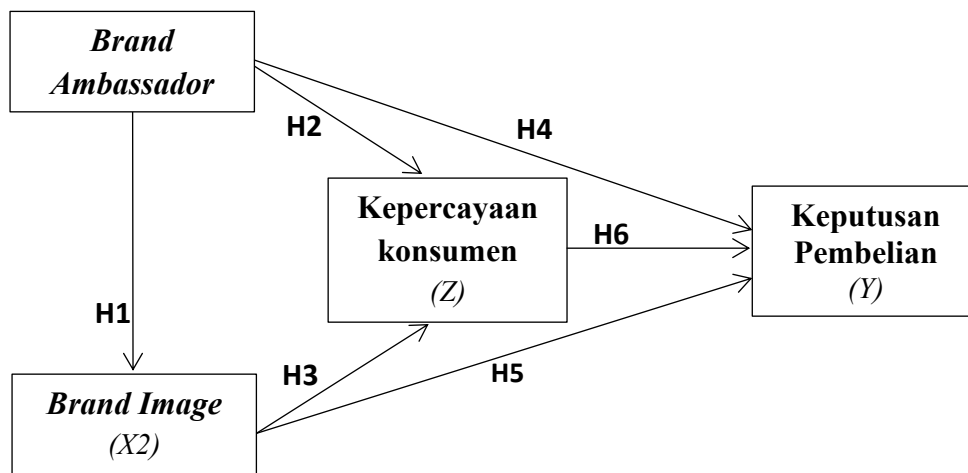 Brand
Ambassador
H2
H4
Kepercayaan
konsumen
(Z)
H6
Keputusan
Pembelian
(Y)
H1
H3
H5
Brand Image
(X2)